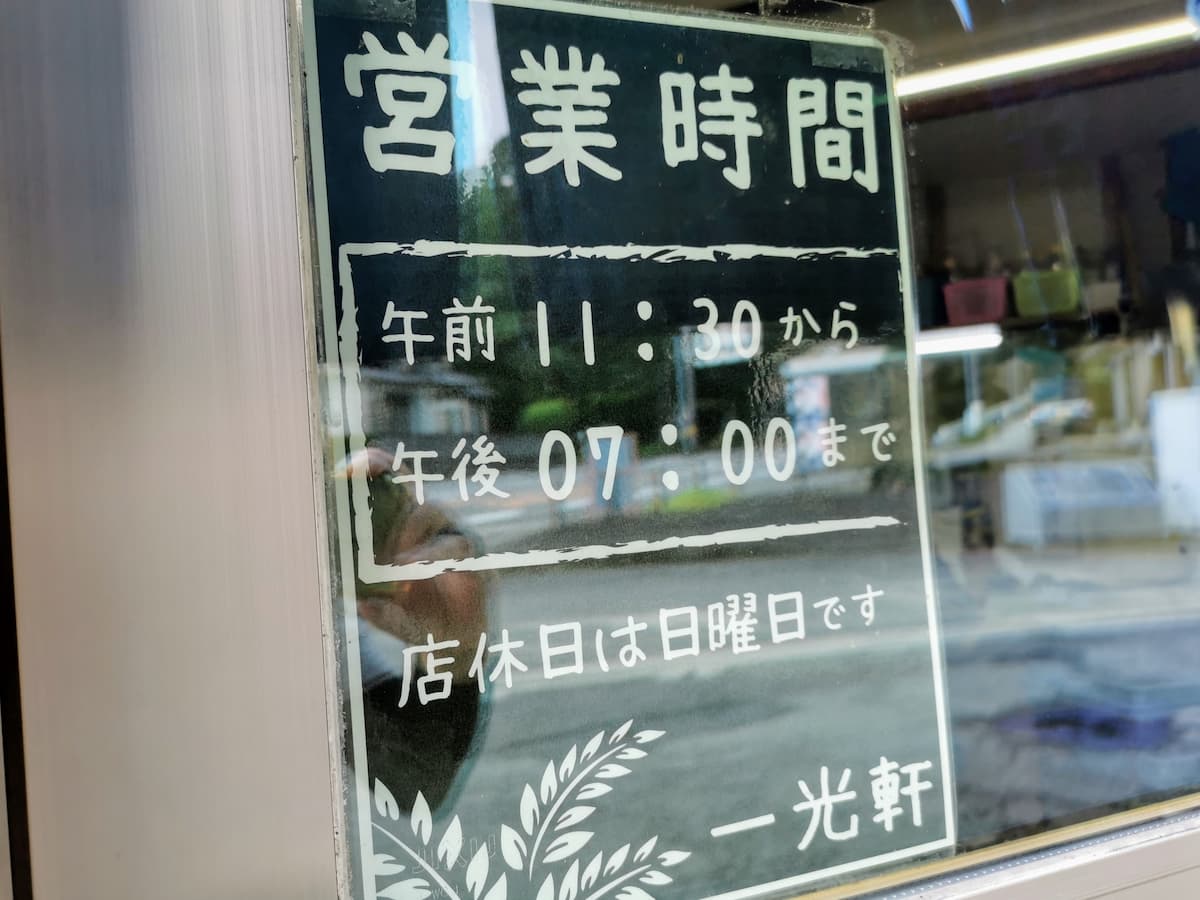 営業時間
午前 11:30 から
午後 07:00 まで
店休日は日曜日です
一光軒